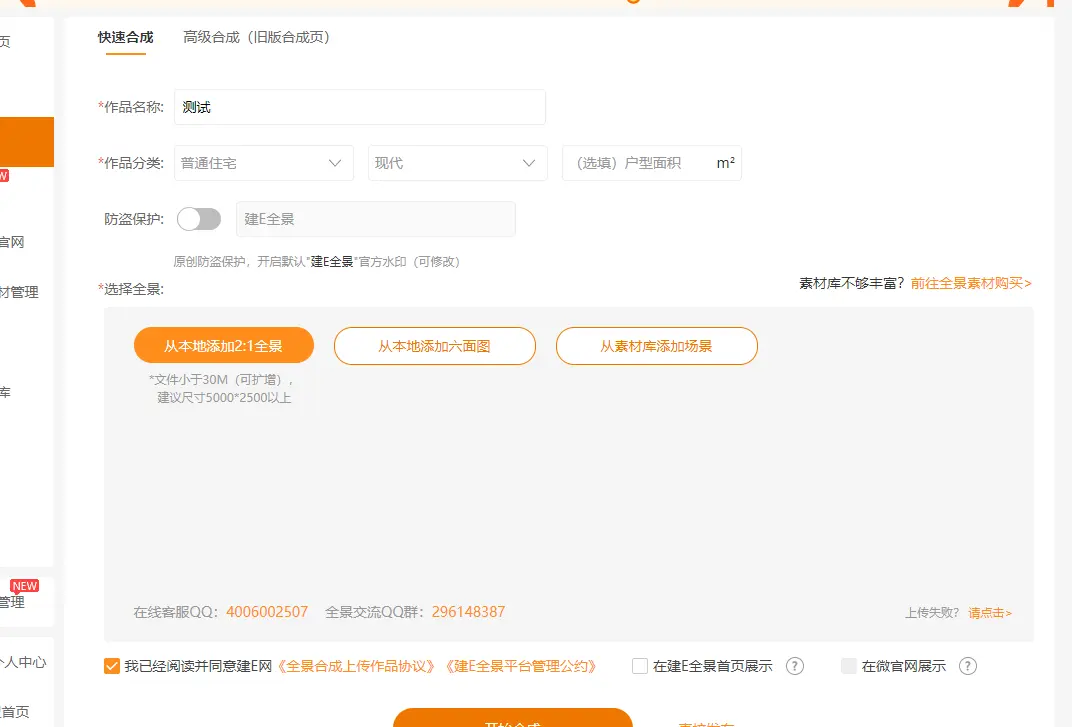 快速合成 高级合成（旧版合成页）
页
*作品名称: 测试
*作品分类: 普通住宅 现代 （选填）户型面积 m²
W
防盗保护: 建E全景
官网
原创防盗保护，开启默认"建E全景"官方水印（可修改）
*选择全景:
素材库不够丰富？前往全景素材购买>
材管理
从本地添加2:1全景 从本地添加六面图 从素材库添加场景
*文件小于30M（可扩增），
建议尺寸5000*2500以上
库
NEW
管理
在线客服QQ：4006002507 全景交流QQ群：296148387 上传失败？ 请点击>
个人中心
我已经阅读并同意建E网《全景合成上传作品协议》《建E全景平台管理公约》 在建E全景首页展示 ? 在微官网展示 ?
首页
开始合成 直接发布